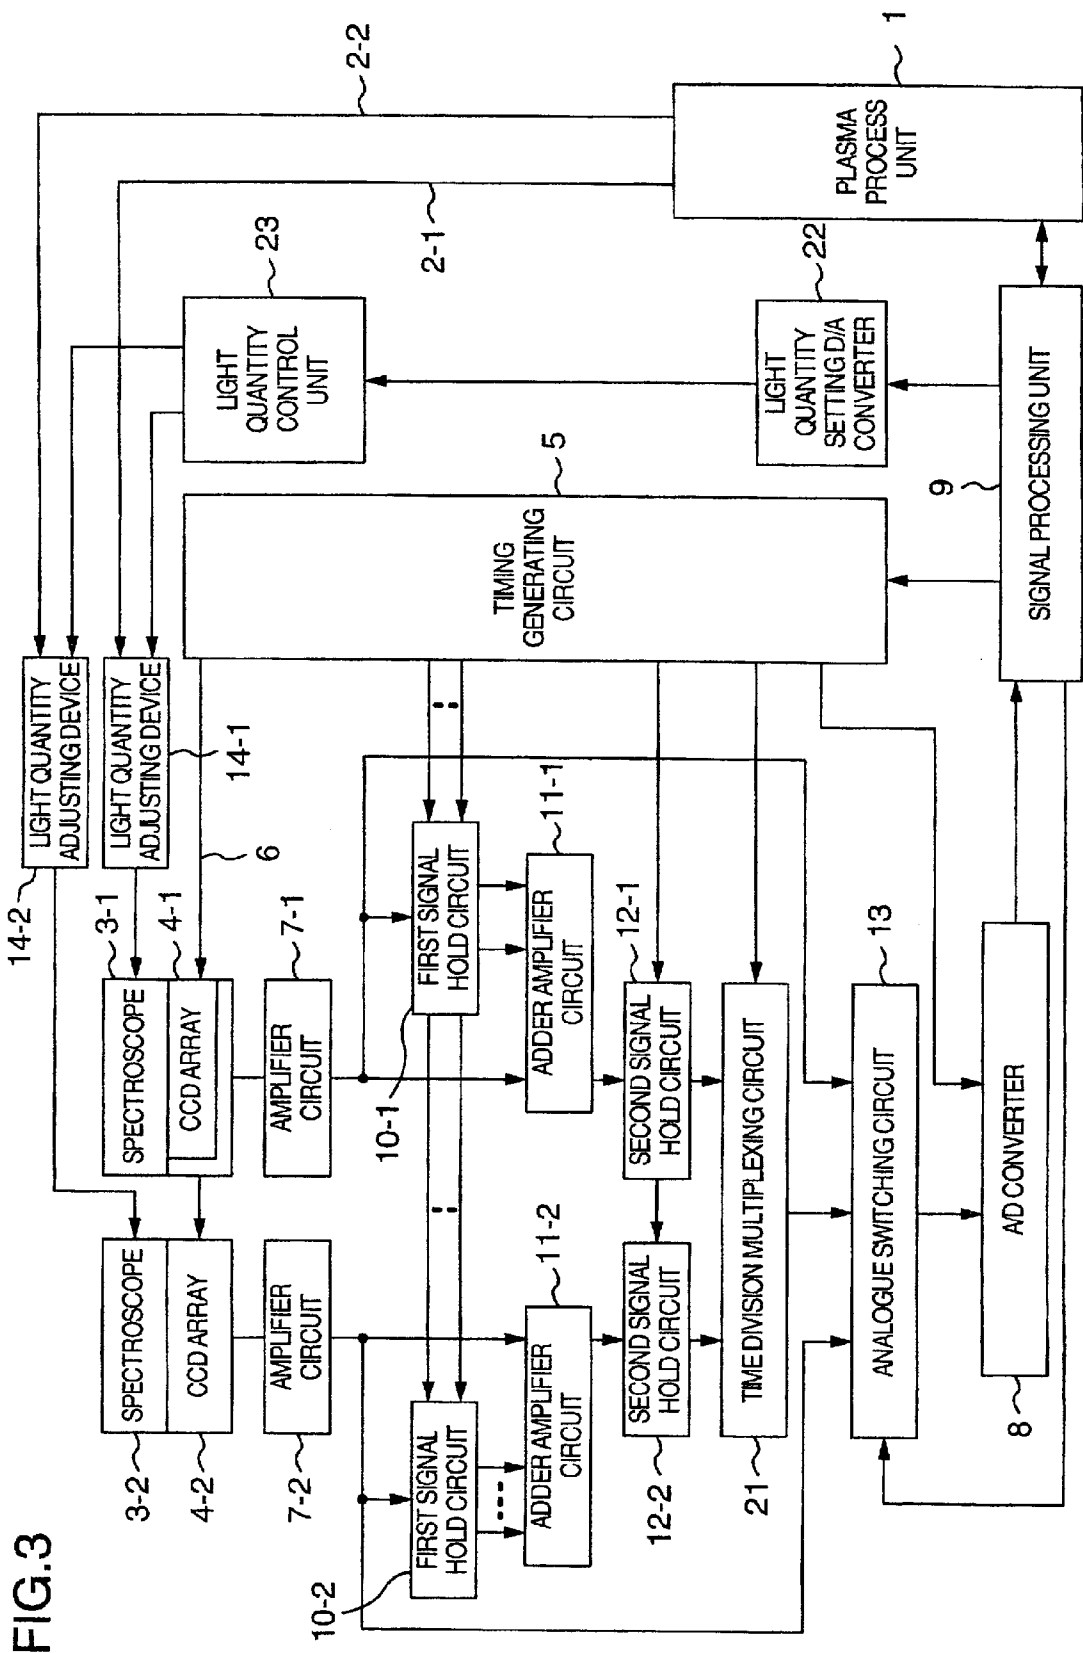 FIG.3
14-2
LIGHT QUANTITY
ADJUSTING DEVICE
2-2
LIGHT QUANTITY
ADJUSTING DEVICE
14-1
2-1
3-2
SPECTROSCOPE
4-2
CCD ARRAY
3-1
SPECTROSCOPE
4-1
CCD ARRAY
6
LIGHT
QUANTITY
CONTROL
UNIT
23
7-2
AMPLIFIER
CIRCUIT
7-1
AMPLIFIER
CIRCUIT
TIMING
GENERATING
CIRCUIT
5
10-2
FIRST SIGNAL
HOLD CIRCUIT
10-1
FIRST SIGNAL
HOLD CIRCUIT
ADDER AMPLIFIER
CIRCUIT
11-2
ADDER AMPLIFIER
CIRCUIT
11-1
12-2
SECOND SIGNAL
HOLD CIRCUIT
SECOND SIGNAL
HOLD CIRCUIT
12-1
21
TIME DIVISION MULTIPLEXING CIRCUIT
LIGHT
QUANTITY
SETTING D/A
CONVERTER
22
PLASMA
PROCESS
UNIT
1
ANALOGUE SWITCHING CIRCUIT
13
8
A/D CONVERTER
9
SIGNAL PROCESSING UNIT